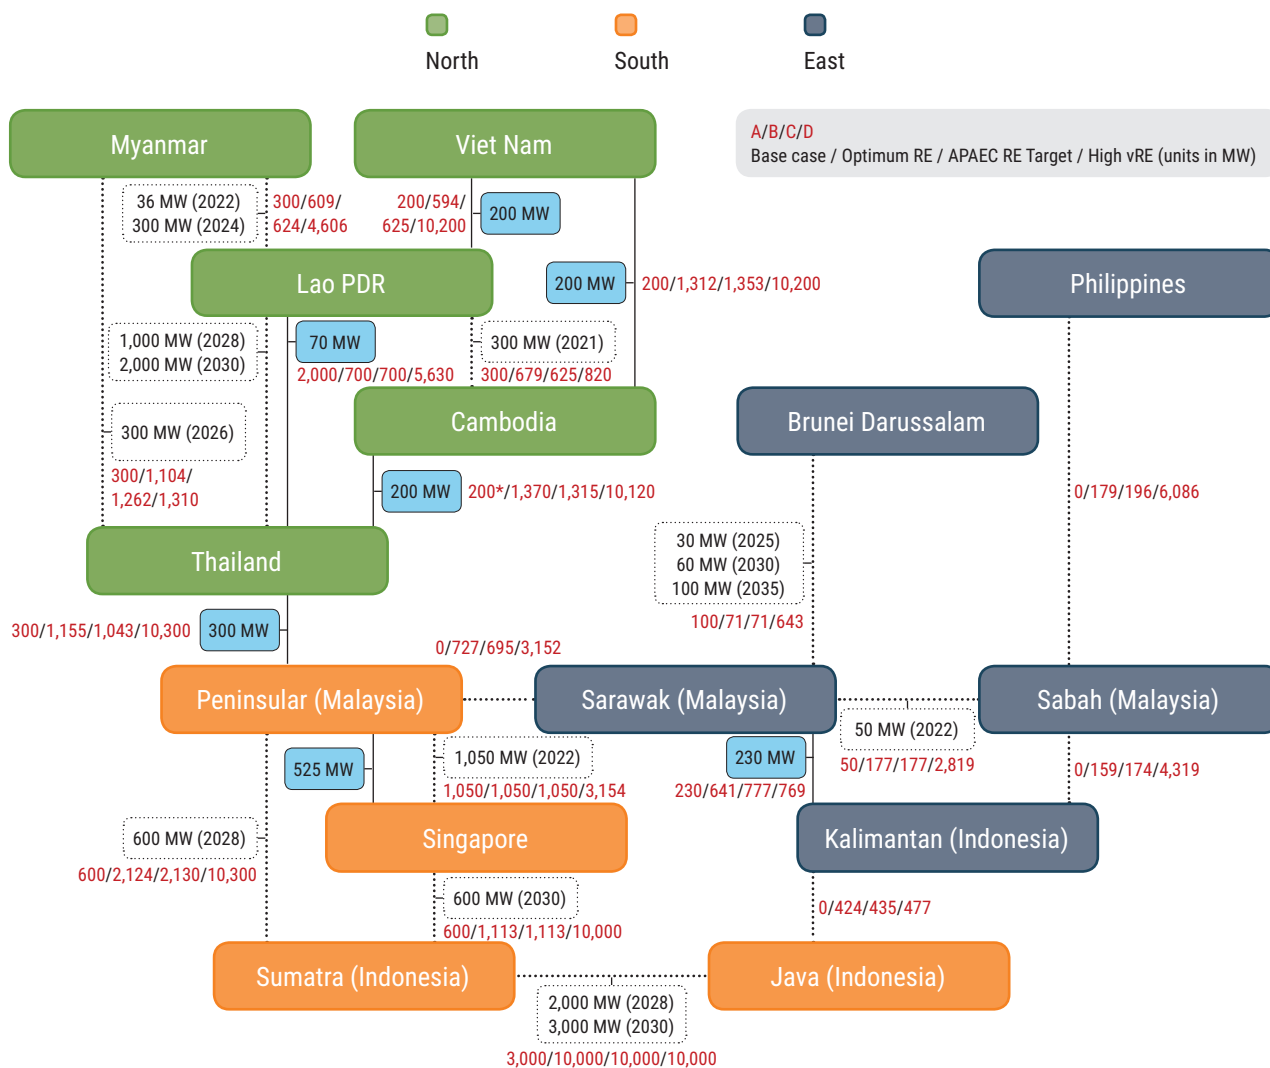 North
South
East
Myanmar
Viet Nam
A/B/C/D
Base case / Optimum RE / APAEC RE Target / High vRE (units in MW)
36 MW (2022)
300 MW (2024)
300/609/
624/4,606
200/594/
625/10,200
200 MW
Lao PDR
200 MW
200/1,312/1,353/10,200
Philippines
1,000 MW (2028)
2,000 MW (2030)
70 MW
2,000/700/700/5,630
300 MW (2021)
300/679/625/820
300 MW (2026)
300/1,104/
1,262/1,310
Cambodia
Brunei Darussalam
200 MW
200*/1,370/1,315/10,120
0/179/196/6,086
Thailand
30 MW (2025)
60 MW (2030)
100 MW (2035)
100/71/71/643
300/1,155/1,043/10,300
300 MW
0/727/695/3,152
Peninsular (Malaysia)
Sarawak (Malaysia)
Sabah (Malaysia)
50 MW (2022)
50/177/177/2,819
525 MW
1,050 MW (2022)
1,050/1,050/1,050/3,154
230 MW
230/641/777/769
0/159/174/4,319
600 MW (2028)
600/2,124/2,130/10,300
Singapore
Kalimantan (Indonesia)
600 MW (2030)
600/1,113/1,113/10,000
0/424/435/477
Sumatra (Indonesia)
Java (Indonesia)
2,000 MW (2028)
3,000 MW (2030)
3,000/10,000/10,000/10,000